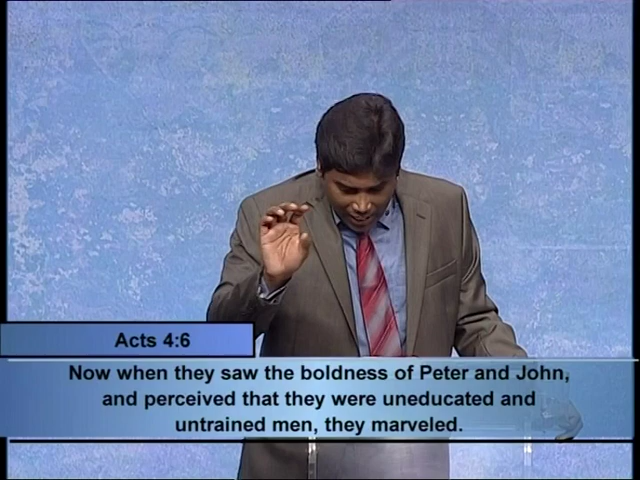 Acts 4:6
Now when they saw the boldness of Peter and John,
and perceived that they were uneducated and
untrained men, they marveled.